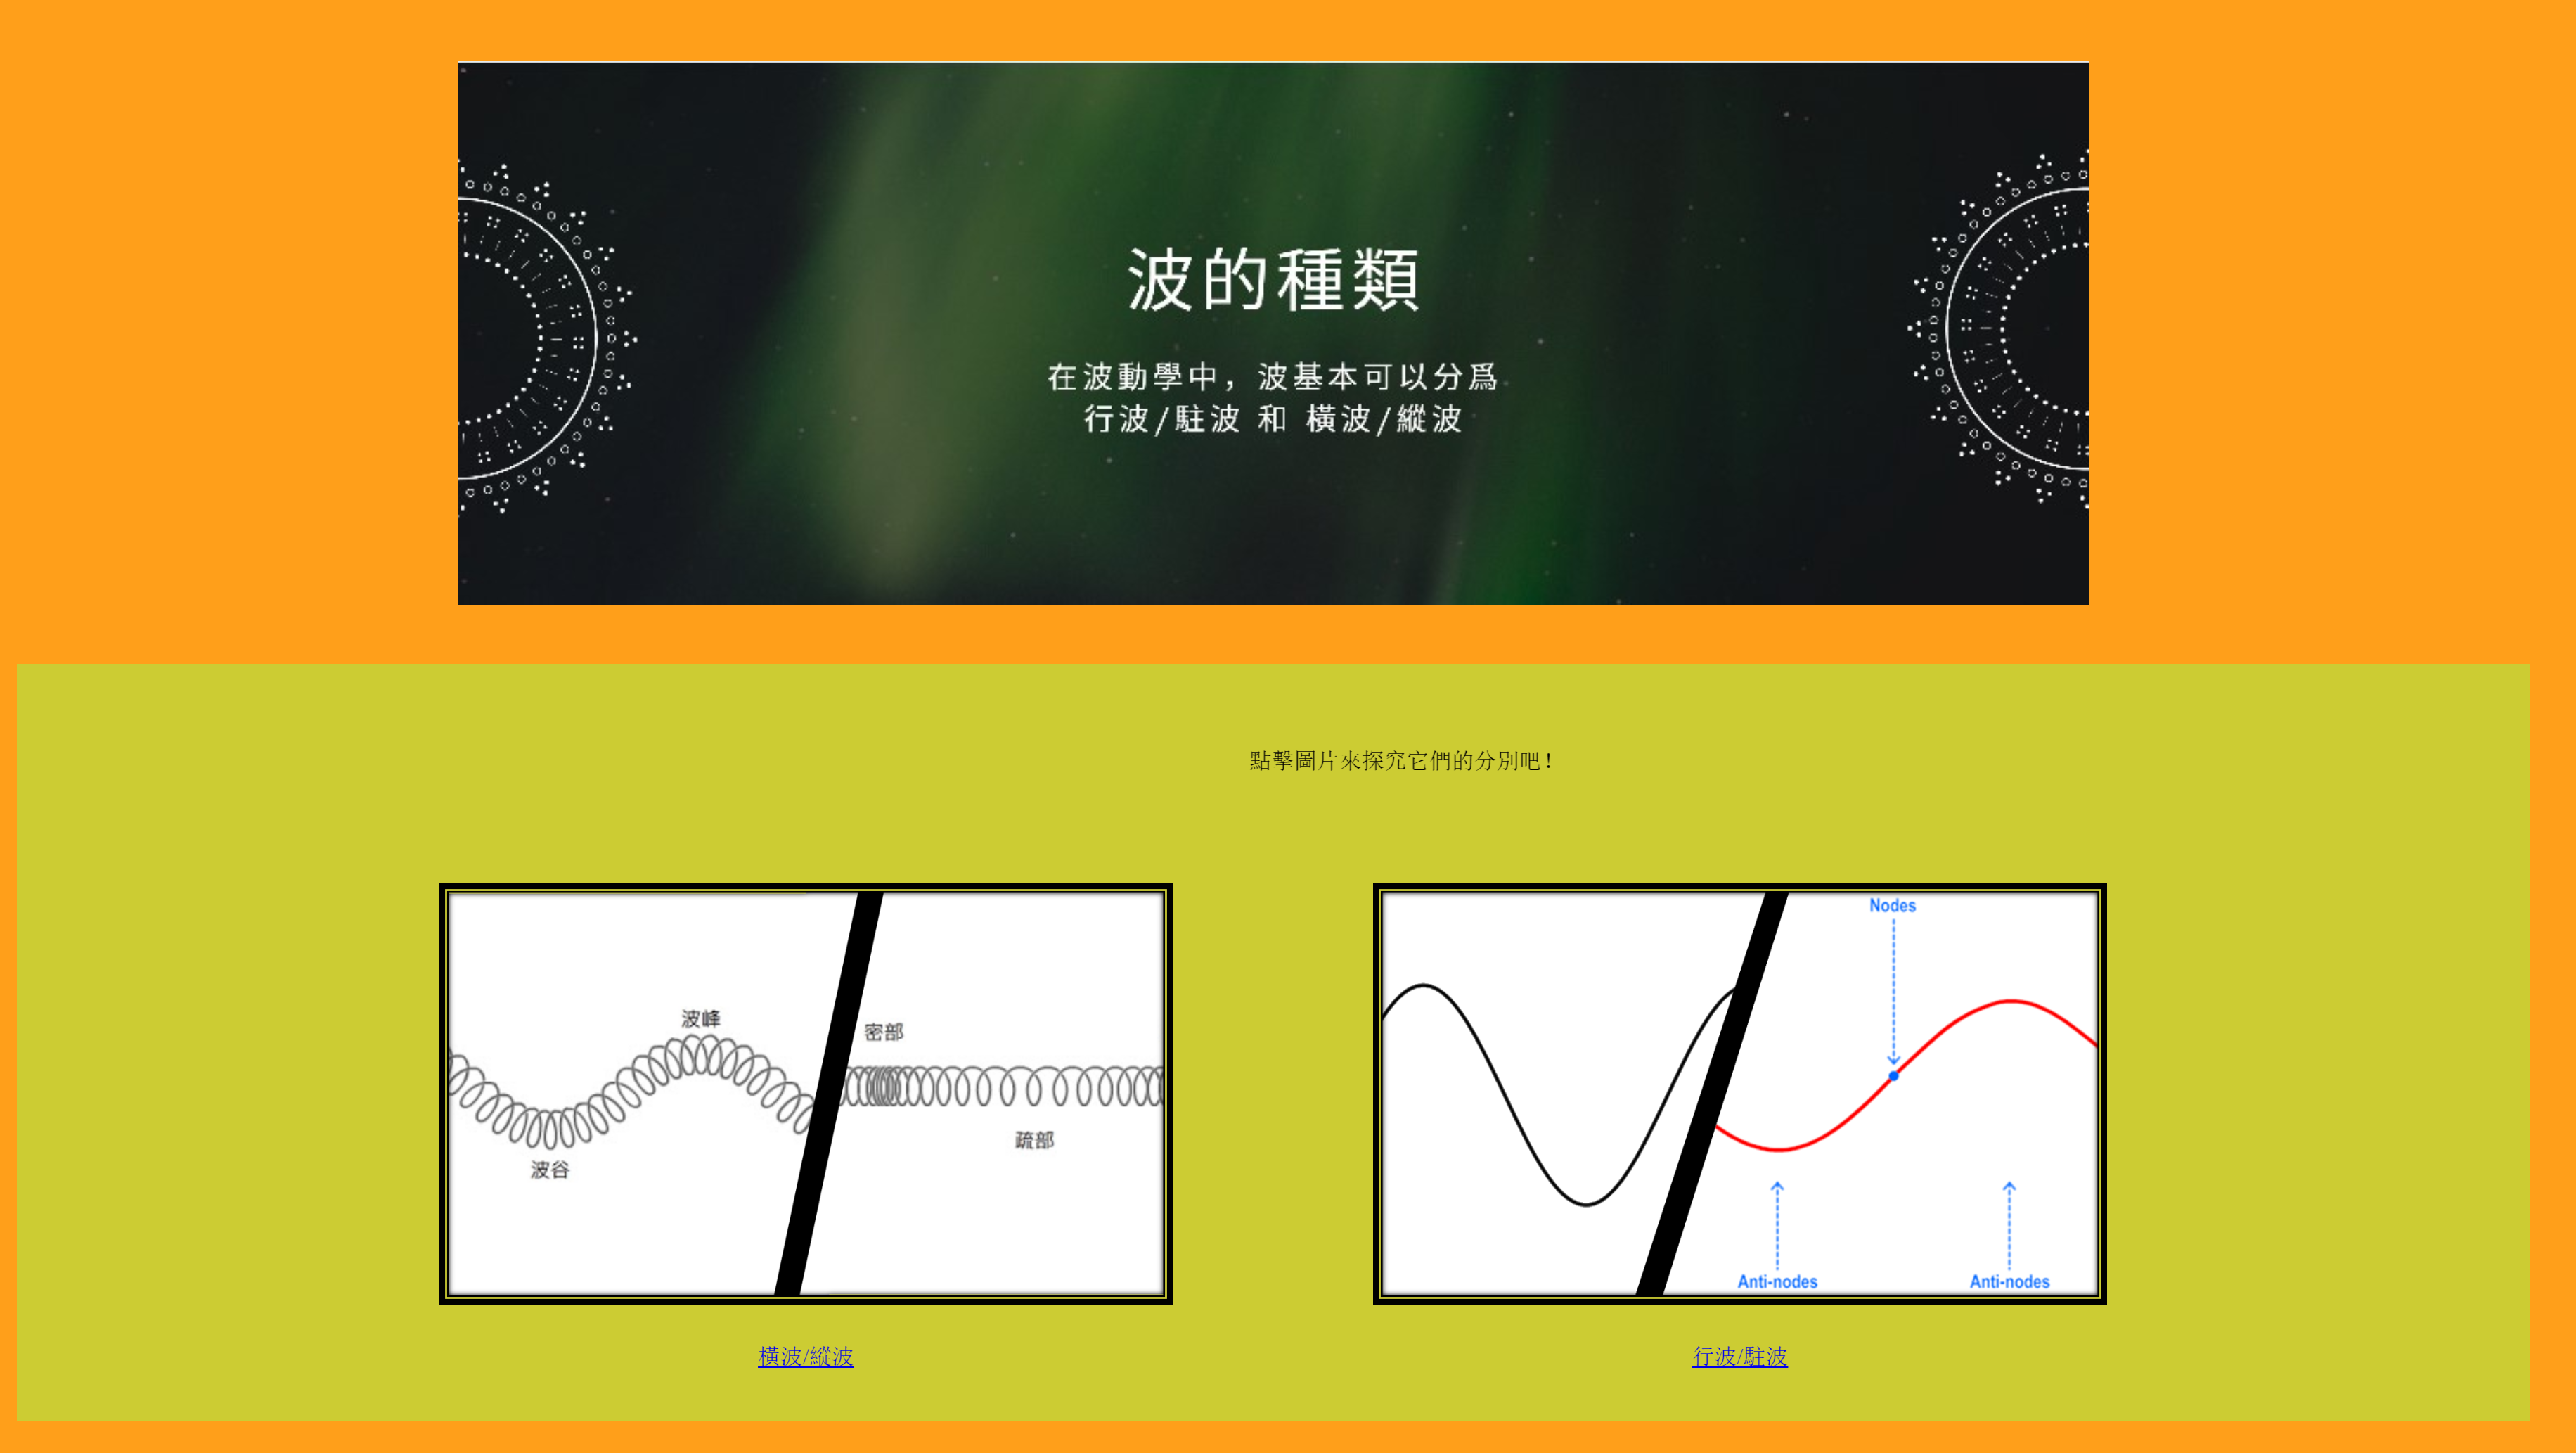 波的種類
在波動學中，波基本可以分爲
行波/駐波 和 橫波/縱波
點擊圖片來探究它們的分別吧！
波峰
波谷
密部
疏部
Nodes
Anti-nodes
Anti-nodes
橫波/縱波
行波/駐波